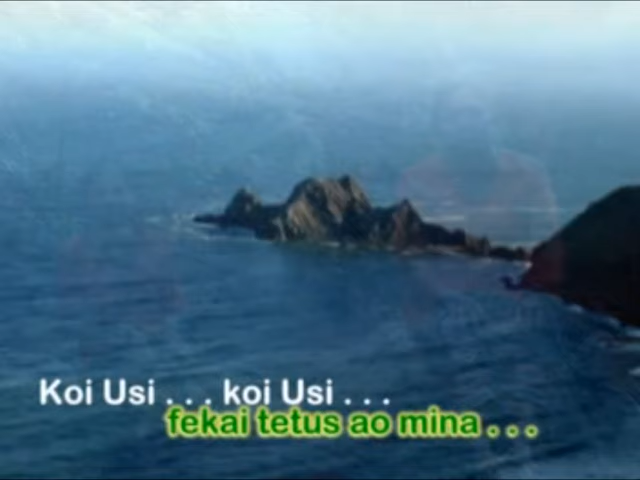 Koi Usi . . . koi Usi . . .
fekai tetus ao mina . . .